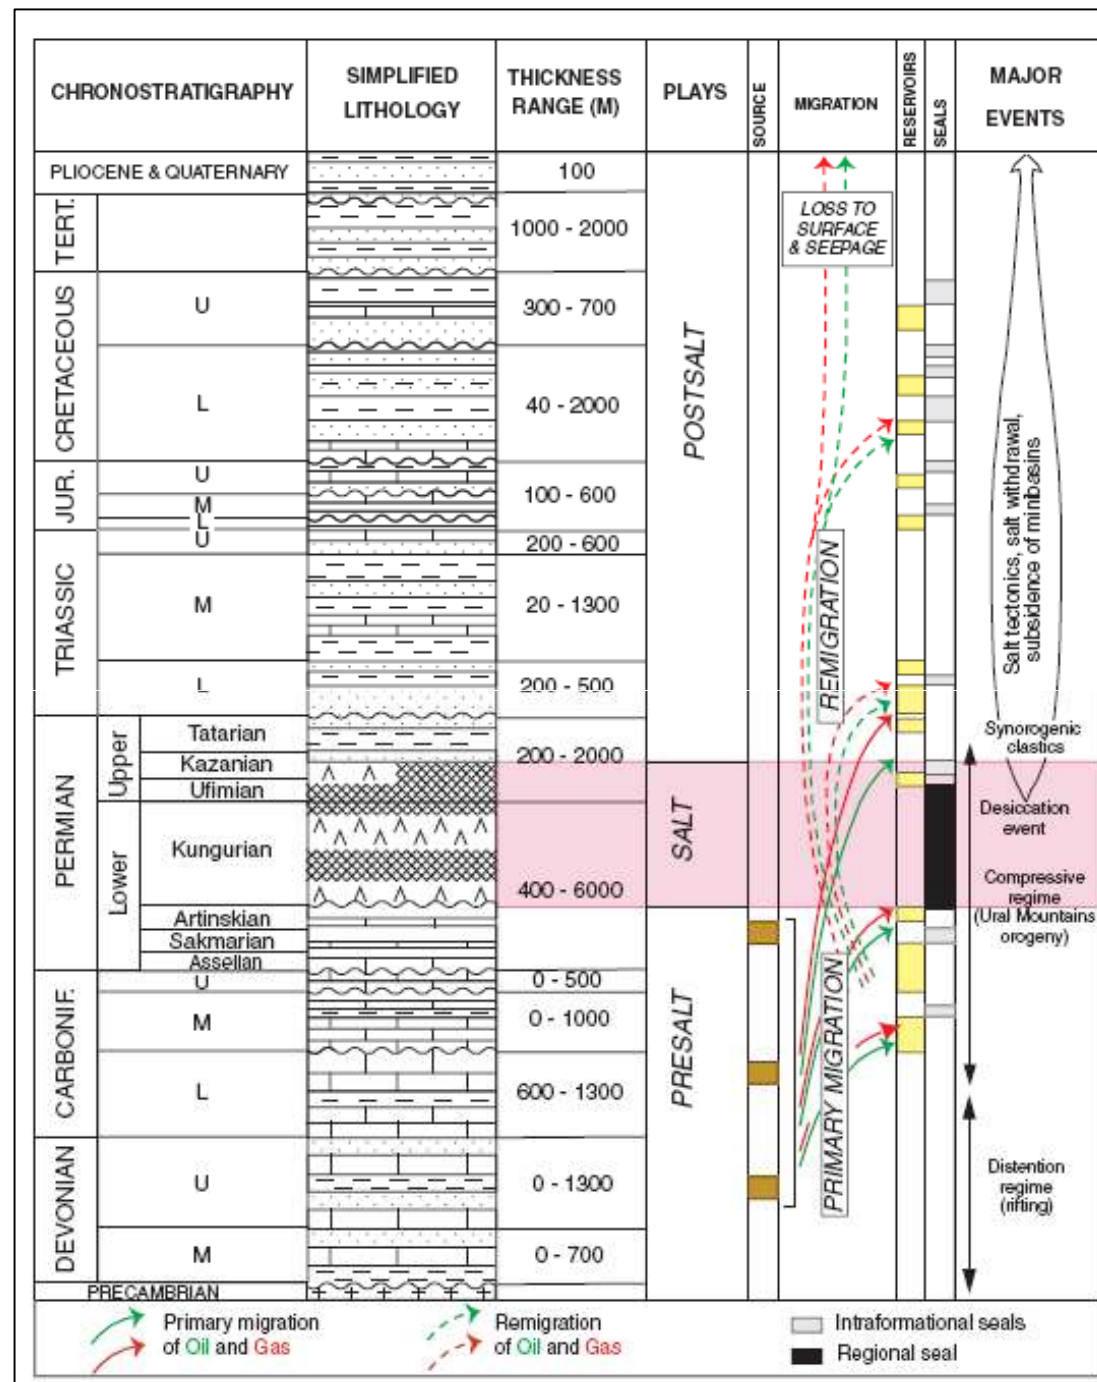 CHRONOSTRATIGRAPHY
SIMPLIFIED
LITHOLOGY
THICKNESS
RANGE (M)
PLAYS
SOURCE
MIGRATION
RESERVOIRS
SEALS
MAJOR
EVENTS
PLIOCENE & QUATERNARY
100
TERT.
1000 - 2000
CRETACEOUS
U
300 - 700
L
40 - 2000
JUR.
U
M
L
100 - 600
TRIASSIC
U
200 - 600
M
20 - 1300
L
200 - 500
PERMIAN
Upper
Tatarian
Kazanian
Ufimian
200 - 2000
Lower
Kungurian
400 - 6000
Artinskian
Sakmarian
Asselian
CARBONIF.
U
0 - 500
M
0 - 1000
L
600 - 1300
DEVONIAN
U
0 - 1300
M
0 - 700
PRECAMBRIAN
POSTSALT
SALT
PRESALT
LOSS TO
SURFACE
& SEEPAGE
REMIGRATION
PRIMARY MIGRATION
Salt tectonics, salt withdrawal,
subsidence of minibasins
Synorogenic
clastics
Desiccation
event
Compressive
regime
(Ural Mountains
orogeny)
Distention
regime
(rifting)
Primary migration
of Oil and Gas
Remigration
of Oil and Gas
Intraformational seals
Regional seal